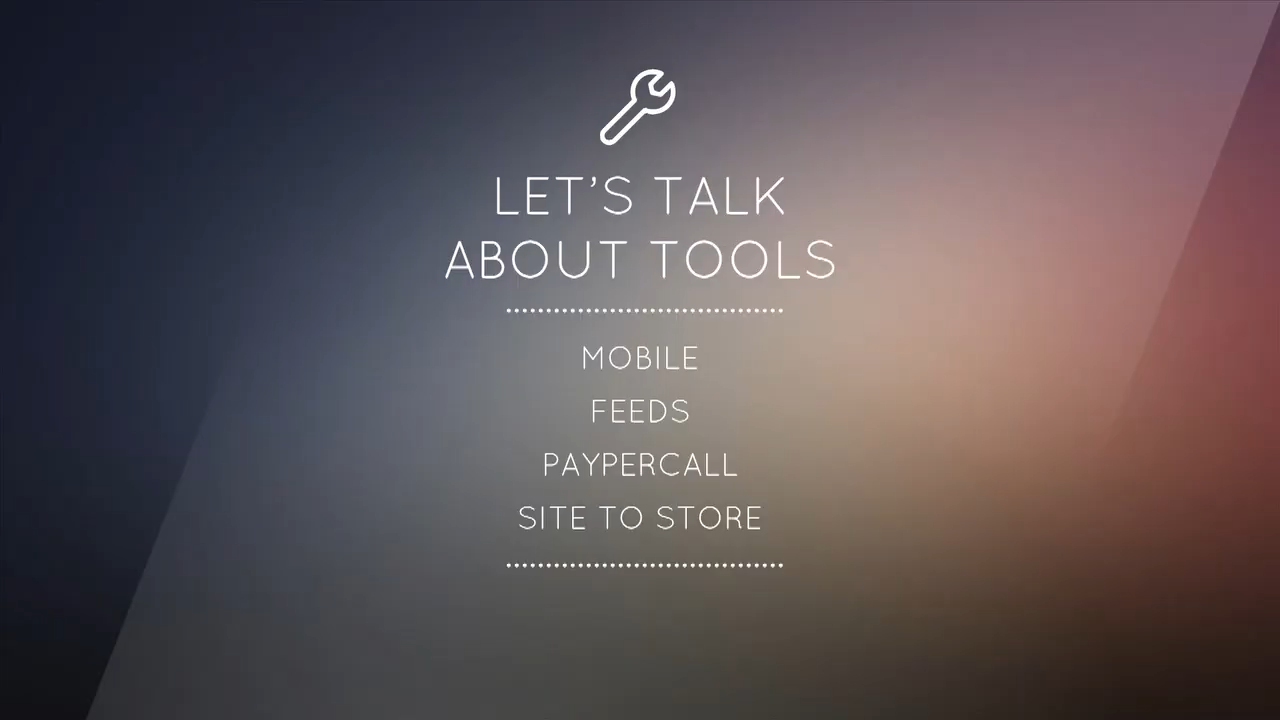 LET’S TALK
ABOUT TOOLS
MOBILE
FEEDS
PAYPERCALL
SITE TO STORE